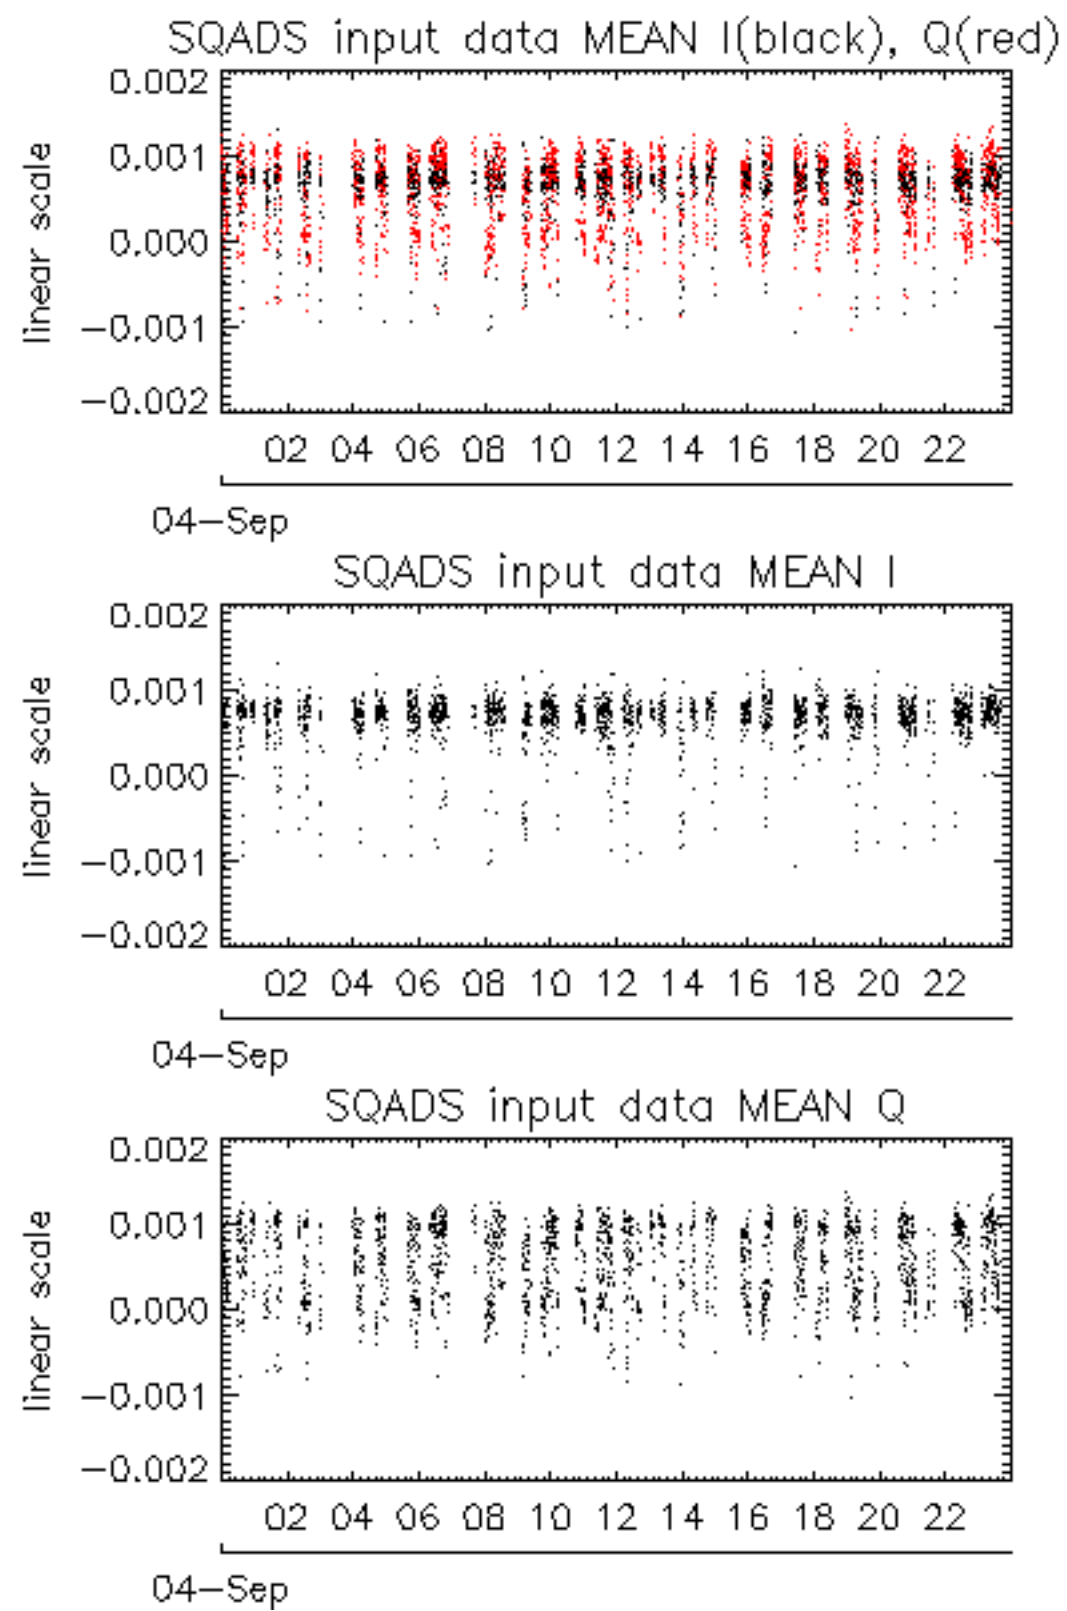 SQADS input data MEAN I(black), Q(red)
0.002
0.001
0.000
−0.001
−0.002
linear scale
02 04 06 08 10 12 14 16 18 20 22
04−Sep
SQADS input data MEAN I
0.002
0.001
0.000
−0.001
−0.002
linear scale
02 04 06 08 10 12 14 16 18 20 22
04−Sep
SQADS input data MEAN Q
0.002
0.001
0.000
−0.001
−0.002
linear scale
02 04 06 08 10 12 14 16 18 20 22
04−Sep